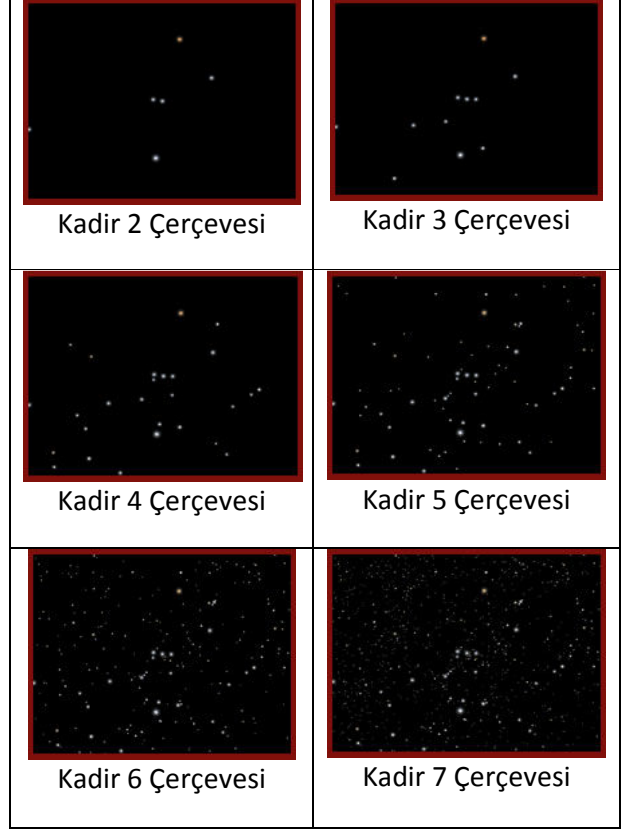 Kadir 2 Çerçevesi
Kadir 3 Çerçevesi
Kadir 4 Çerçevesi
Kadir 5 Çerçevesi
Kadir 6 Çerçevesi
Kadir 7 Çerçevesi